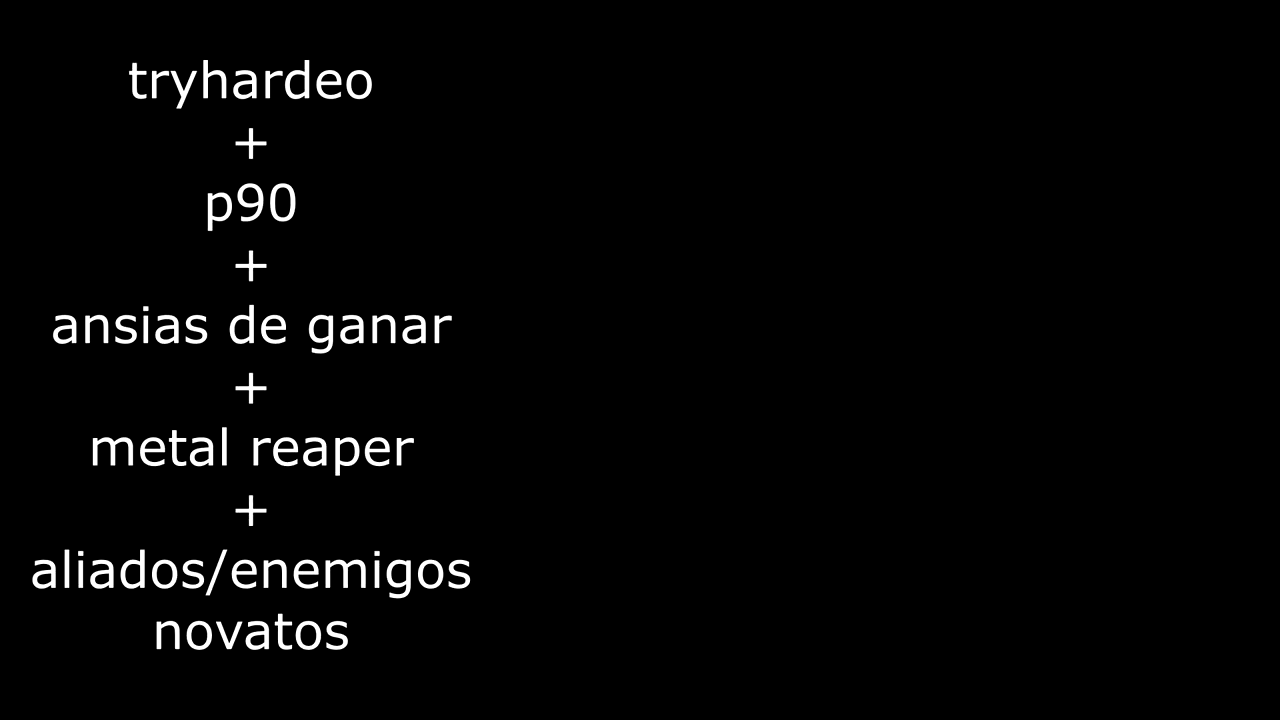 tryhardeo
+
p90
+
ansias de ganar
+
metal reaper
+
aliados/enemigos
novatos